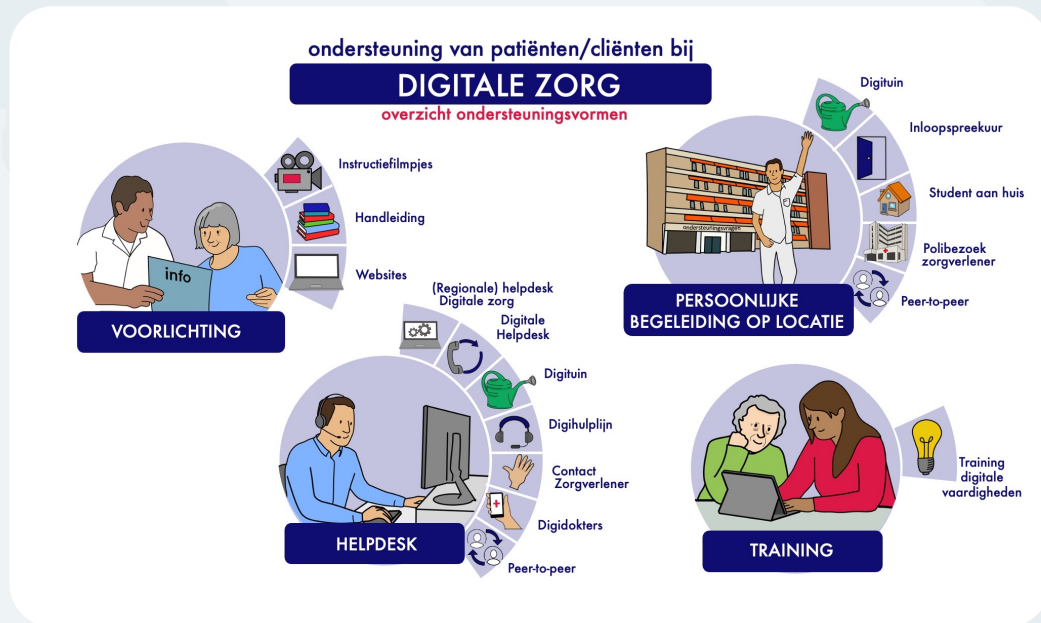 ondersteuning van patiënten/cliënten bij
DIGITALE ZORG
overzicht ondersteuningsvormen
Instructiefilmpjes
Handleiding
Websites
info
VOORLICHTING
Digituin
Inloopspreekuur
Student aan huis
Polibezoek
zorgverlener
Peer-to-peer
ondersteuningsvragen
PERSOONLIJKE
BEGELEIDING OP LOCATIE
(Regionale) helpdesk
Digitale zorg
Digitale
Helpdesk
Digituin
Digihulplijn
Contact
Zorgverlener
Digidokters
Peer-to-peer
HELPDESK
Training
digitale
vaardigheden
TRAINING